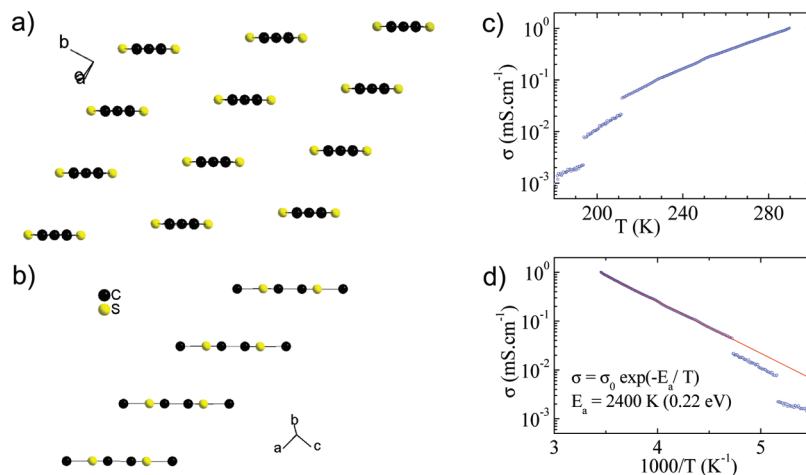 a)
b
c
a
b)
C
S
b
a
c
c)
10⁰
10⁻¹
10⁻²
10⁻³
σ (mS.cm⁻¹)
200
240
280
T (K)
d)
10⁰
10⁻¹
10⁻²
10⁻³
σ (mS.cm⁻¹)
σ = σ₀ exp(-Eₐ/ T)
Eₐ = 2400 K (0.22 eV)
3
4
5
1000/T (K⁻¹)